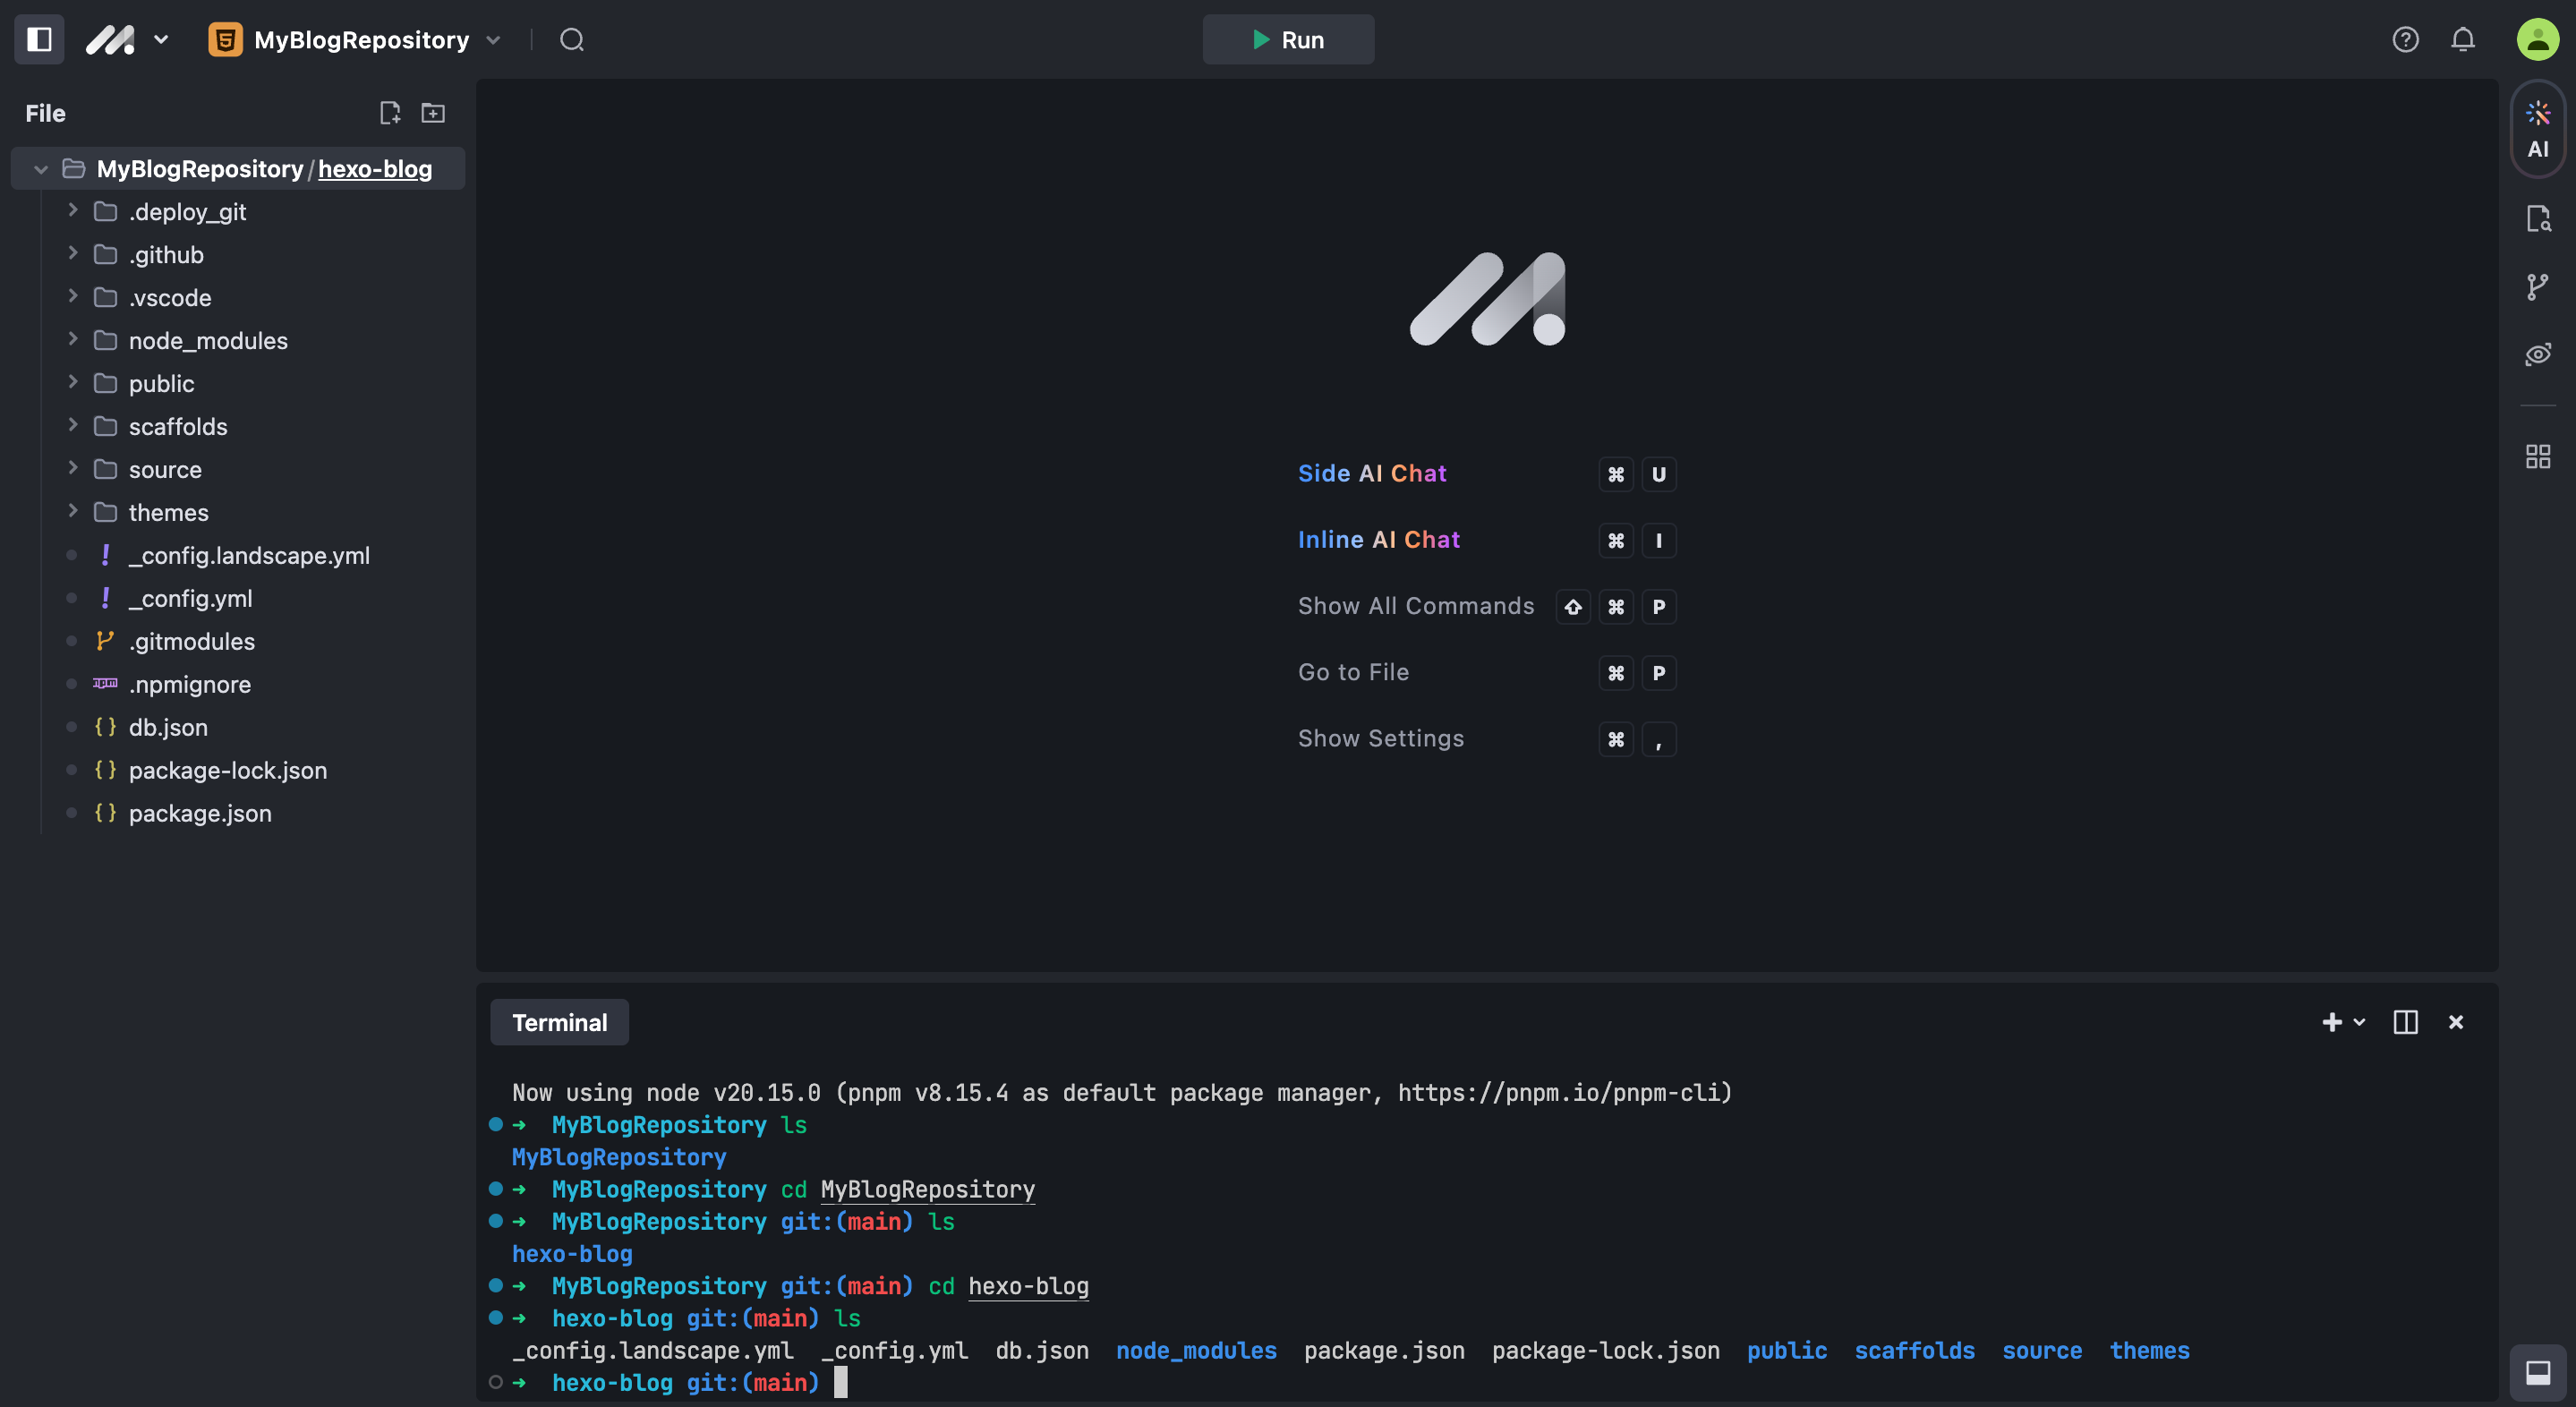 MyBlogRepository
Run
File
MyBlogRepository/hexo-blog
.deploy_git
.github
.vscode
node_modules
public
scaffolds
source
themes
_config.landscape.yml
_config.yml
.gitmodules
npm .npmignore
db.json
package-lock.json
package.json
Side AI Chat ⌘ U
Inline AI Chat ⌘ I
Show All Commands ⇧ ⌘ P
Go to File ⌘ P
Show Settings ⌘ ,
AI
Terminal
Now using node v20.15.0 (pnpm v8.15.4 as default package manager, https://pnpm.io/pnpm-cli)
➜ MyBlogRepository ls
MyBlogRepository
➜ MyBlogRepository cd MyBlogRepository
➜ MyBlogRepository git:(main) ls
hexo-blog
➜ MyBlogRepository git:(main) cd hexo-blog
➜ hexo-blog git:(main) ls
_config.landscape.yml _config.yml db.json node_modules package.json package-lock.json public scaffolds source themes
➜ hexo-blog git:(main)